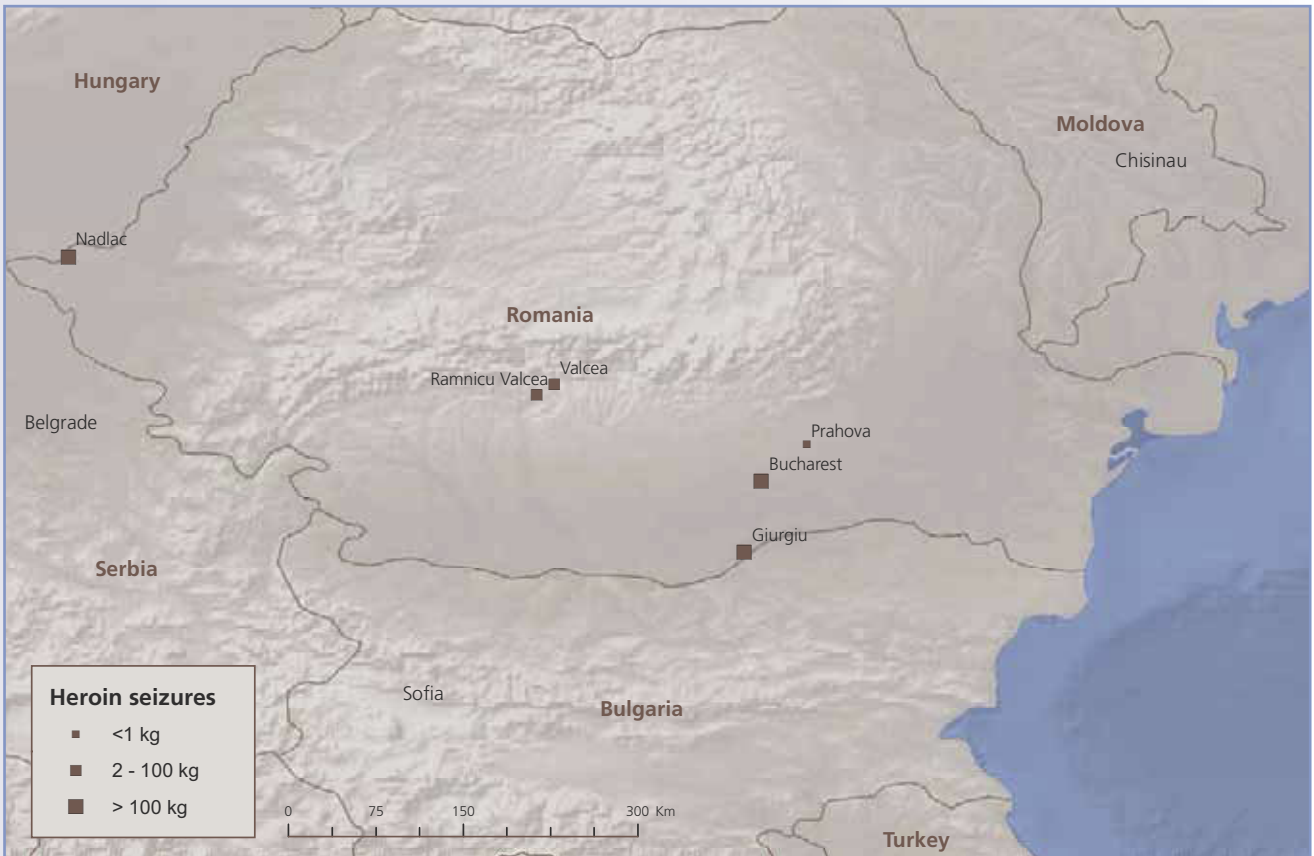 Hungary
Moldova
Chisinau
Nadlac
Romania
Valcea
Ramnicu Valcea
Belgrade
Prahova
Bucharest
Giurgiu
Serbia
Sofia
Bulgaria
Heroin seizures
<1 kg
2 - 100 kg
> 100 kg
0 75 150 300 Km
Turkey